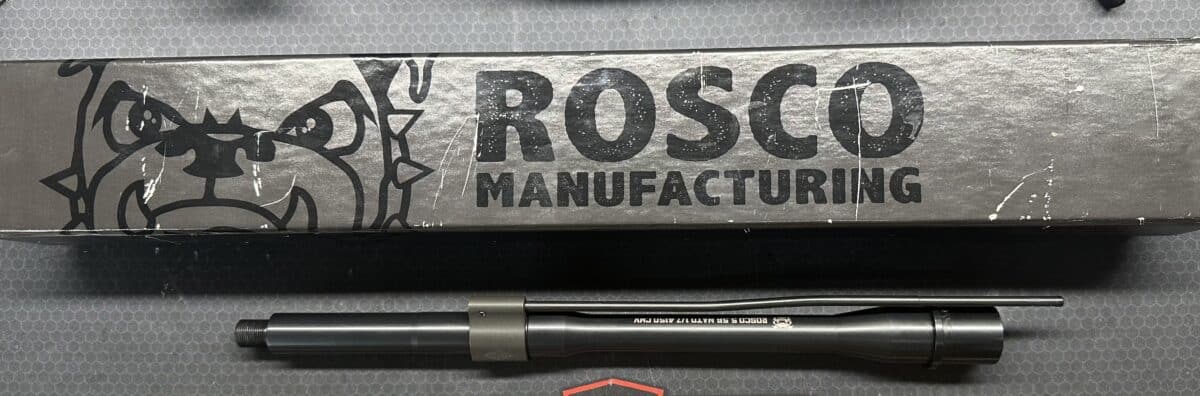 ROSCO
MANUFACTURING
ROSCO 5.56 NATO 1/7 4150 CMV